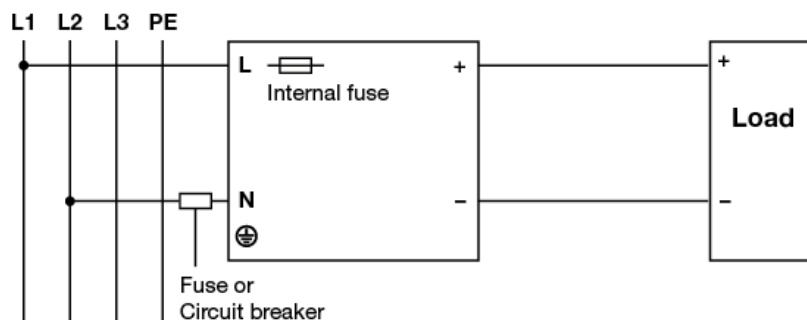 L1 L2 L3 PE
L
+
+
Internal fuse
Load
N
−
−
Fuse or
Circuit breaker